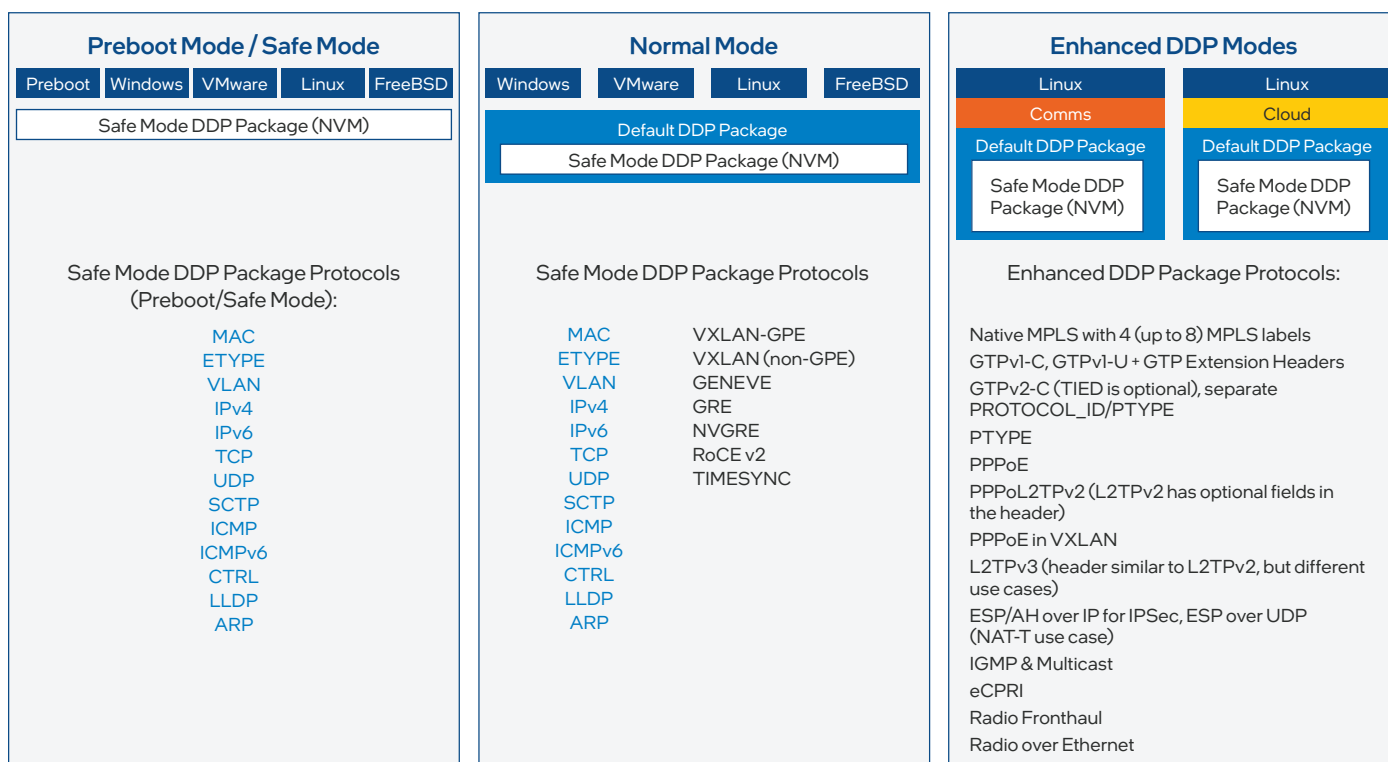 Preboot Mode / Safe Mode
Preboot Windows VMware Linux FreeBSD
Safe Mode DDP Package (NVM)
Safe Mode DDP Package Protocols
(Preboot/Safe Mode):
MAC
ETYPE
VLAN
IPv4
IPv6
TCP
UDP
SCTP
ICMP
ICMPv6
CTRL
LLDP
ARP
Normal Mode
Windows VMware Linux FreeBSD
Default DDP Package
Safe Mode DDP Package (NVM)
Safe Mode DDP Package Protocols
MAC VXLAN-GPE
ETYPE VXLAN (non-GPE)
VLAN GENEVE
IPv4 GRE
IPv6 NVGRE
TCP RoCE v2
UDP TIMESYNC
SCTP
ICMP
ICMPv6
CTRL
LLDP
ARP
Enhanced DDP Modes
Linux Linux
Comms Cloud
Default DDP Package Default DDP Package
Safe Mode DDP Safe Mode DDP
Package (NVM) Package (NVM)
Enhanced DDP Package Protocols:
Native MPLS with 4 (up to 8) MPLS labels
GTPv1-C, GTPv1-U + GTP Extension Headers
GTPv2-C (TIED is optional), separate
PROTOCOL_ID/PTYPE
PTYPE
PPPoE
PPPoL2TPv2 (L2TPv2 has optional fields in
the header)
PPPoE in VXLAN
L2TPv3 (header similar to L2TPv2, but different
use cases)
ESP/AH over IP for IPSec, ESP over UDP
(NAT-T use case)
IGMP & Multicast
eCPRI
Radio Fronthaul
Radio over Ethernet